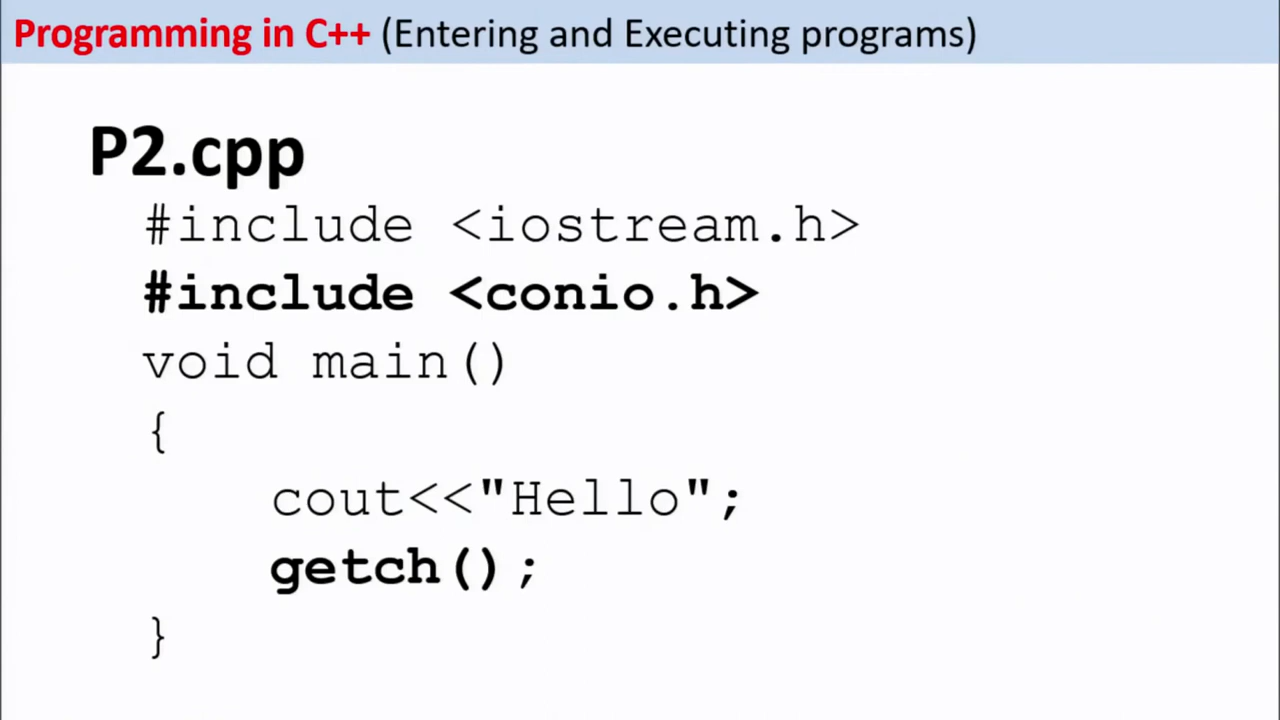 Programming in C++ (Entering and Executing programs)
P2.cpp
#include <iostream.h>
#include <conio.h>
void main()
{
cout<<"Hello";
getch();
}